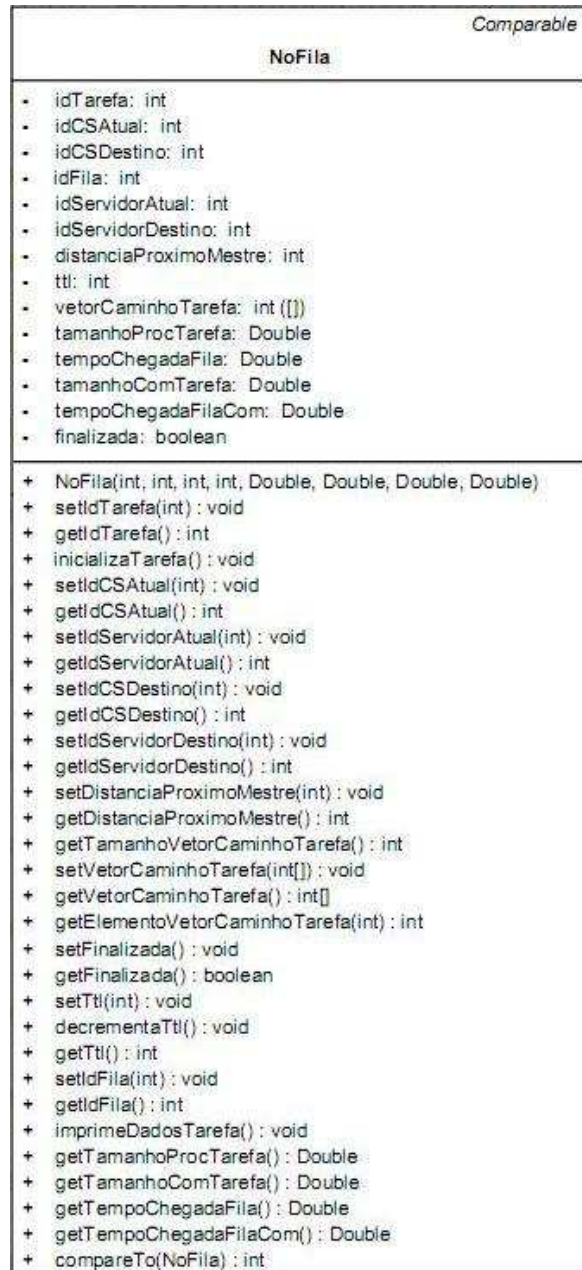 Comparable
NoFila
- idTarefa: int
- idCSAtual: int
- idCSDestino: int
- idFila: int
- idServidorAtual: int
- idServidorDestino: int
- distanciaProximoMestre: int
- ttl: int
- vetorCaminhoTarefa: int ([])
- tamanhoProcTarefa: Double
- tempoChegadaFila: Double
- tamanhoComTarefa: Double
- tempoChegadaFilaCom: Double
- finalizada: boolean
+ NoFila(int, int, int, int, Double, Double, Double, Double)
+ setIdTarefa(int) : void
+ getIdTarefa() : int
+ inicializaTarefa() : void
+ setIdCSAtual(int) : void
+ getIdCSAtual() : int
+ setIdServidorAtual(int) : void
+ getIdServidorAtual() : int
+ setIdCSDestino(int) : void
+ getIdCSDestino() : int
+ setIdServidorDestino(int) : void
+ getIdServidorDestino() : int
+ setDistanciaProximoMestre(int) : void
+ getDistanciaProximoMestre() : int
+ getTamanhoVetorCaminhoTarefa() : int
+ setVetorCaminhoTarefa(int[]) : void
+ getVetorCaminhoTarefa() : int[]
+ getElementoVetorCaminhoTarefa(int) : int
+ setFinalizada() : void
+ getFinalizada() : boolean
+ setTtl(int) : void
+ decrementaTtl() : void
+ getTtl() : int
+ setIdFila(int) : void
+ getIdFila() : int
+ imprimeDadosTarefa() : void
+ getTamanhoProcTarefa() : Double
+ getTamanhoComTarefa() : Double
+ getTempoChegadaFila() : Double
+ getTempoChegadaFilaCom() : Double
+ compareTo(NoFila) : int